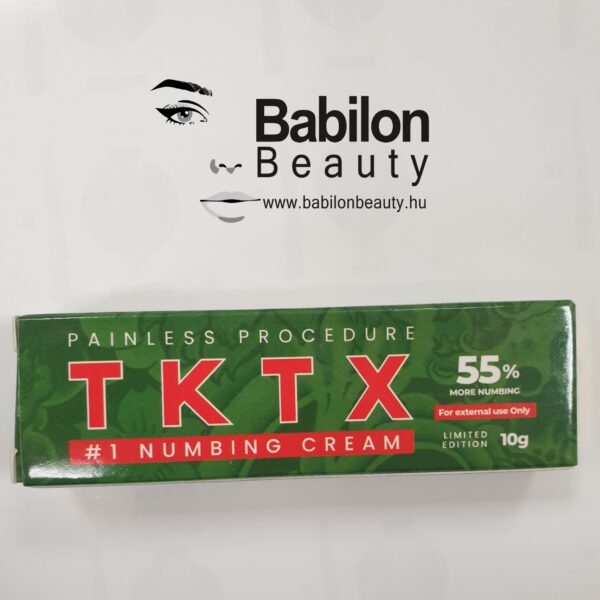 Babilon
Beauty
www.babilonbeauty.hu
PAINLESS PROCEDURE
TKTX
#1 NUMBING CREAM
55%
MORE NUMBING
For external use Only
LIMITED
EDITION 10g